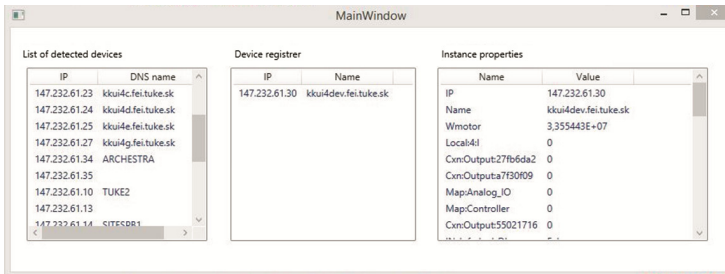 MainWindow
List of detected devices
IP DNS name
147.232.61.23 kkui4c.fei.tuke.sk
147.232.61.24 kkui4d.fei.tuke.sk
147.232.61.25 kkui4e.fei.tuke.sk
147.232.61.27 kkui4g.fei.tuke.sk
147.232.61.34 ARCHESTRA
147.232.61.35
147.232.61.10 TUKE2
147.232.61.13
147.232.61.14 SITESPR1
Device registrer
IP Name
147.232.61.30 kkui4dev.fei.tuke.sk
Instance properties
Name Value
IP 147.232.61.30
Name kkui4dev.fei.tuke.sk
Wmotor 3,355443E+07
Local:4:I 0
Cxn:Output:27fb6da2 0
Cxn:Output:a7f30f09 0
Map:Analog_IO 0
Map:Controller 0
Cxn:Output:55021716 0